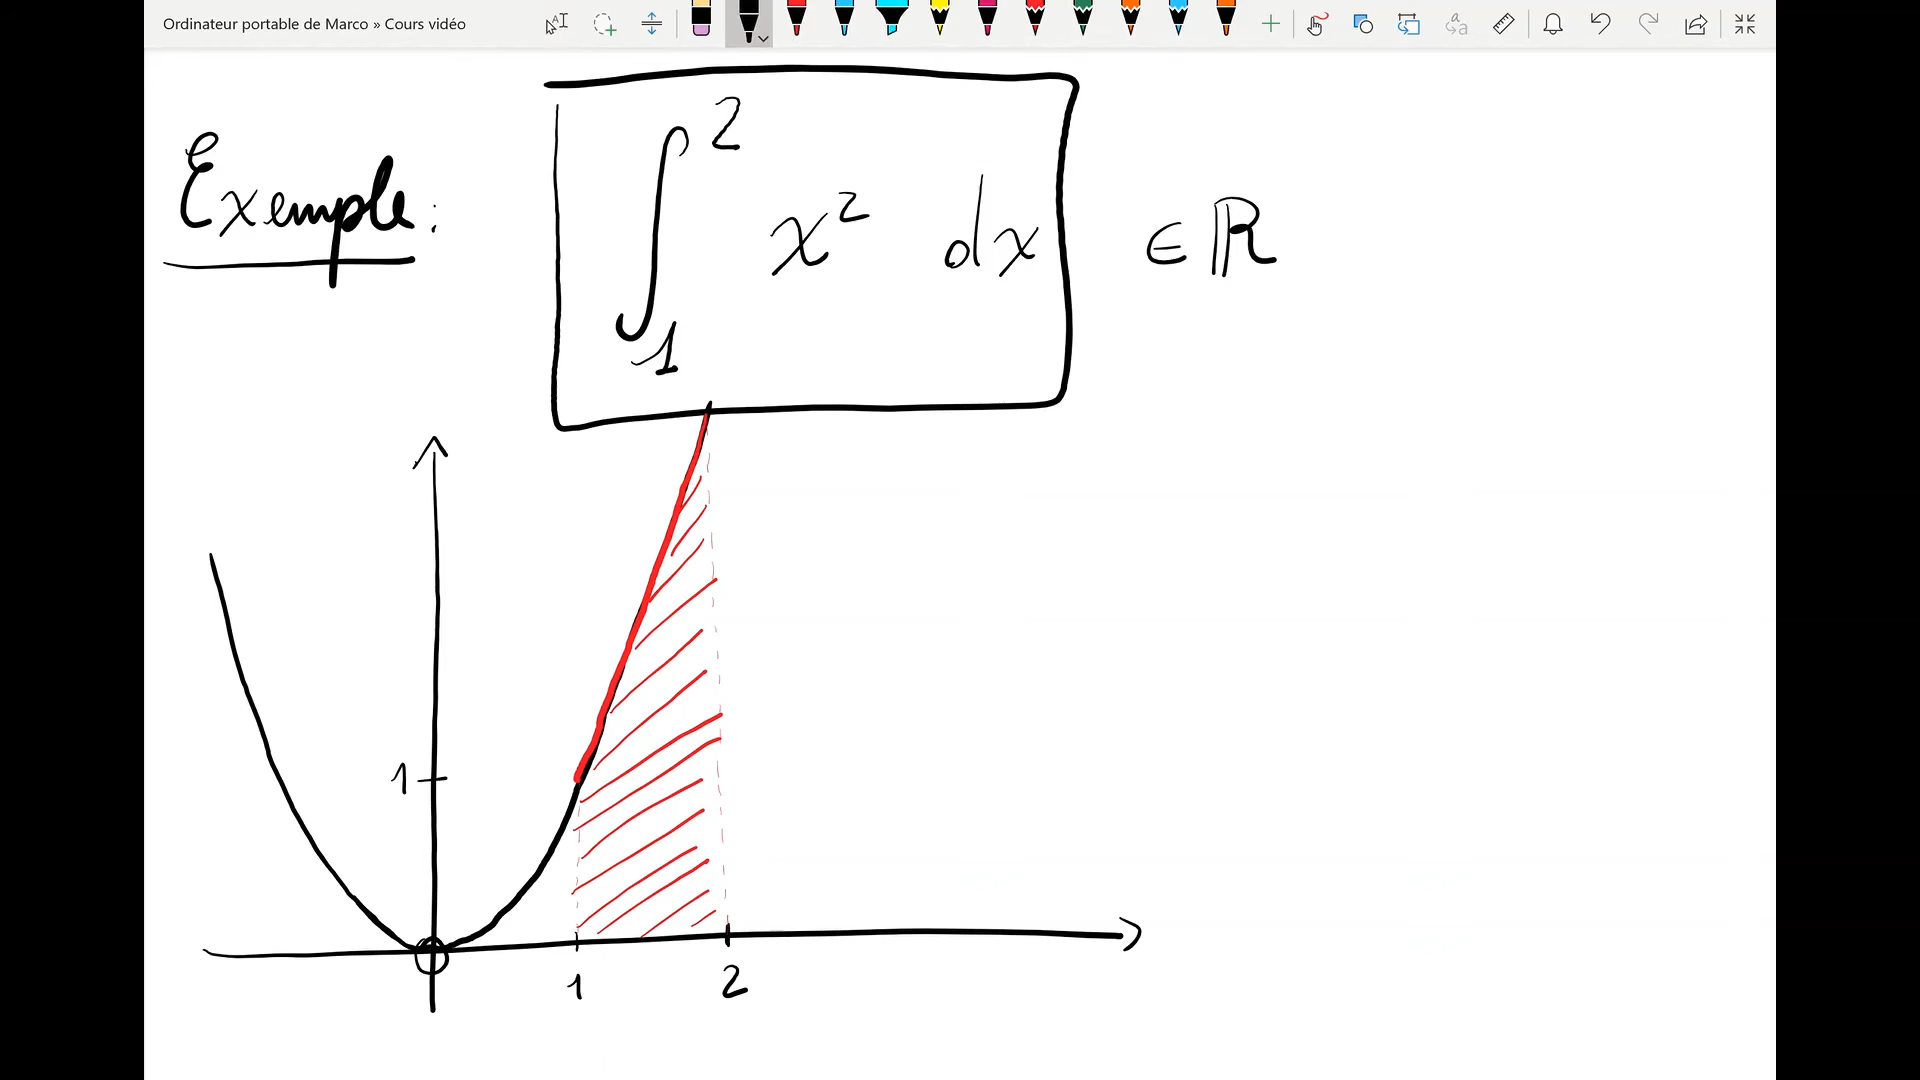 Ordinateur portable de Marco » Cours vidéo
Exemple :
∫₁² x² dx ∈ ℝ
1
1 2